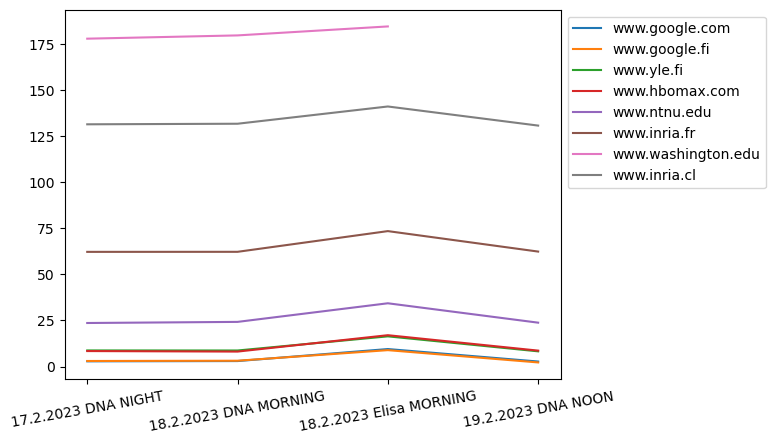 175
150
125
100
75
50
25
0
17.2.2023 DNA NIGHT
18.2.2023 DNA MORNING
18.2.2023 Elisa MORNING
19.2.2023 DNA NOON
www.google.com
www.google.fi
www.yle.fi
www.hbomax.com
www.ntnu.edu
www.inria.fr
www.washington.edu
www.inria.cl